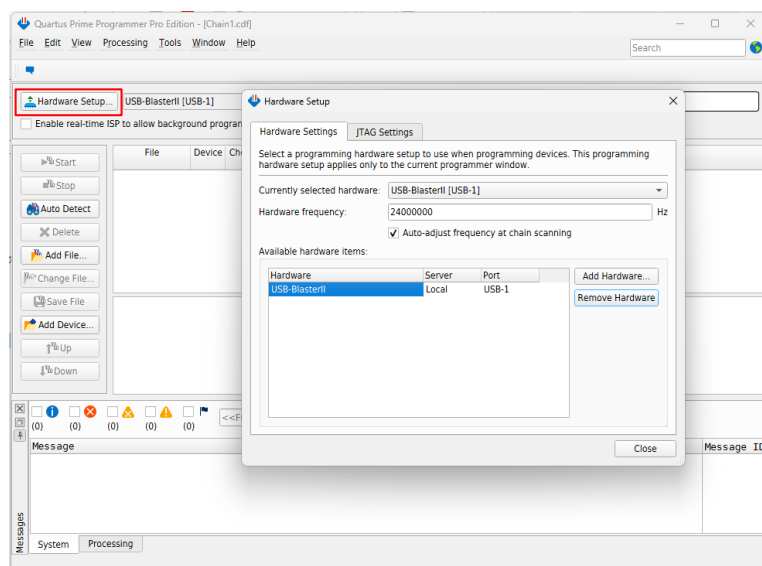 Quartus Prime Programmer Pro Edition - [Chain1.cdf]
File Edit View Processing Tools Window Help
Search
Hardware Setup... USB-BlasterII [USB-1]
Enable real-time ISP to allow background program
File Device
Start
Stop
Auto Detect
Delete
Add File...
Change File...
Save File
Add Device...
Up
Down
Hardware Setup
Hardware Settings JTAG Settings
Select a programming hardware setup to use when programming devices. This programming
hardware setup applies only to the current programmer window.
Currently selected hardware: USB-BlasterII [USB-1]
Hardware frequency: 24000000 Hz
Auto-adjust frequency at chain scanning
Available hardware items:
Hardware Server Port
USB-BlasterII Local USB-1
Add Hardware...
Remove Hardware
Close
(0) (0) (0) (0) (0)
Message Message ID
Messages
System Processing